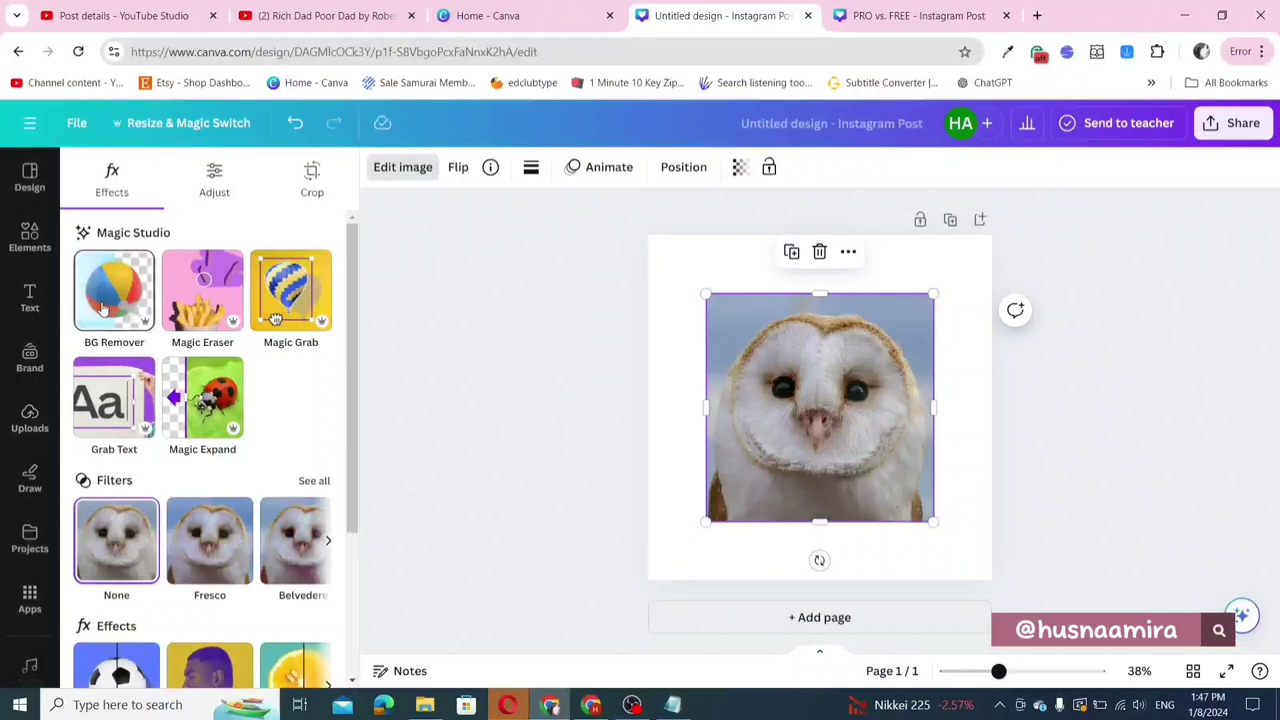 Post details - YouTube Studio
(2) Rich Dad Poor Dad by Rober
Home - Canva
Untitled design - Instagram Pos
PRO vs. FREE - Instagram Post
https://www.canva.com/design/DAGMlcOCk3Y/p1f-S8VbgoPcxFaNnxK2hA/edit
off
Error
Channel content - Y...
Etsy - Shop Dashbo...
Home - Canva
Sale Samurai Memb...
edclubtype
1 Minute 10 Key Zip...
Search listening too...
Subtitle Converter |...
ChatGPT
All Bookmarks
File
Resize & Magic Switch
Untitled design - Instagram Post
HA
Send to teacher
Share
Design
Elements
Text
Brand
Uploads
Draw
Projects
Apps
Effects
Adjust
Crop
Edit image
Flip
Animate
Position
Magic Studio
BG Remover
Magic Eraser
Magic Grab
Aa
Grab Text
Magic Expand
Filters
See all
None
Fresco
Belvedere
fx Effects
+ Add page
@husnaamira
Notes
Page 1 / 1
38%
Type here to search
Nikkei 225 -2.57%
ENG
1:47 PM
1/8/2024